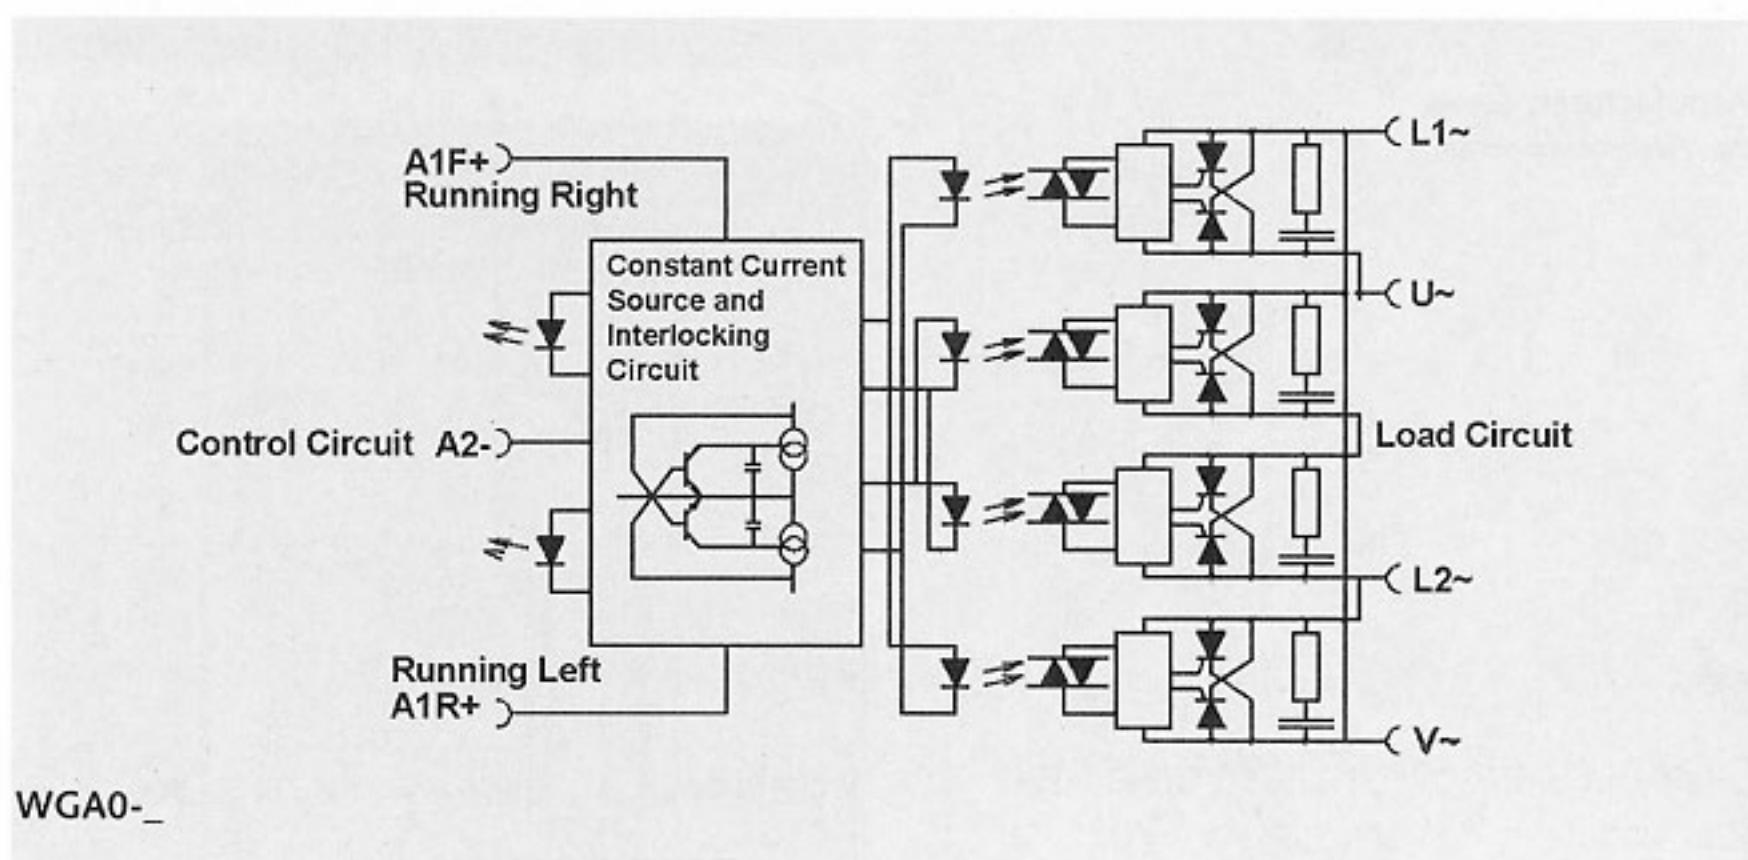 A1F+
Running Right
Constant Current
Source and
Interlocking
Circuit
Control Circuit A2-
Running Left
A1R+
L1~
U~
Load Circuit
L2~
V~
WGA0-_